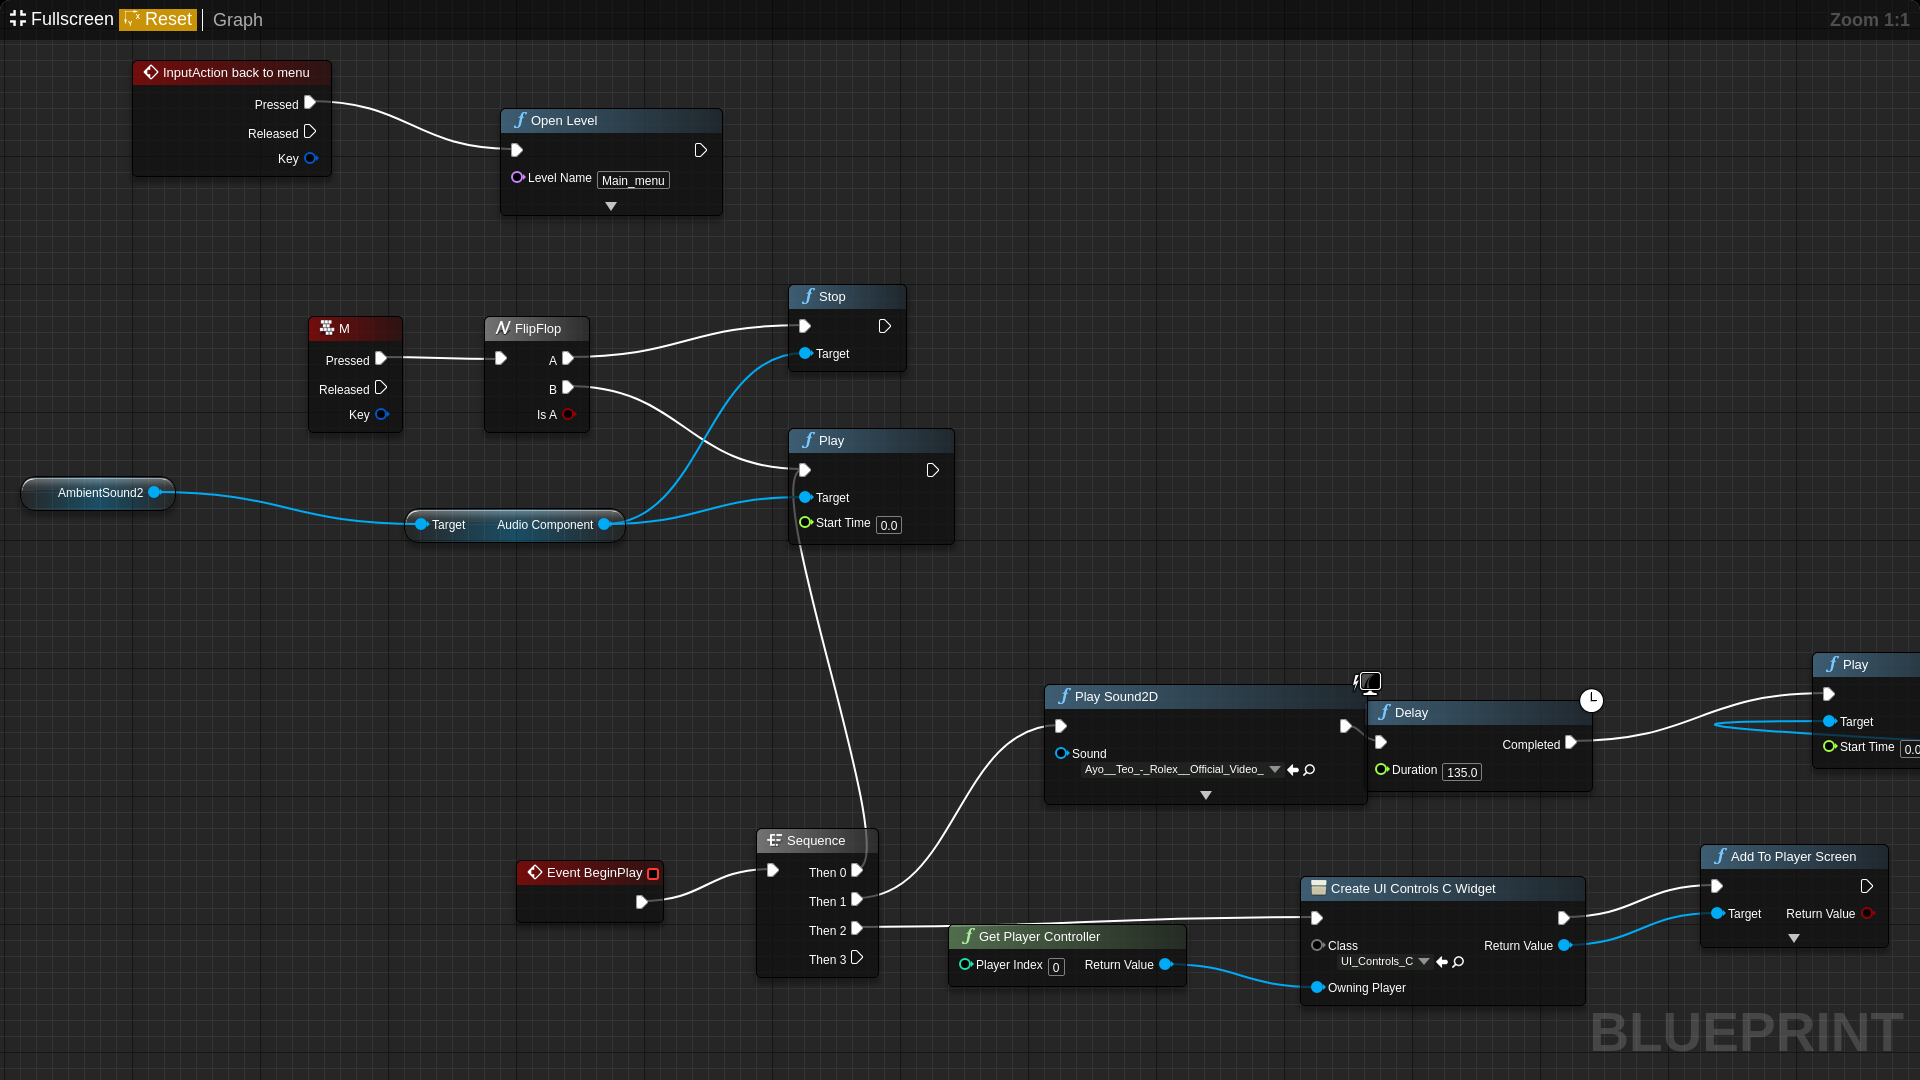 Fullscreen Reset Graph
Zoom 1:1
InputAction back to menu
Pressed
Released
Key
Open Level
Level Name Main_menu
M
Pressed
Released
Key
FlipFlop
A
B
Is A
Stop
Target
Play
Target
Start Time 0.0
AmbientSound2
Target Audio Component
Play Sound2D
Sound
Ayo__Teo_-_Rolex__Official_Video_
Delay
Completed
Duration 135.0
Play
Target
Start Time 0.0
Event BeginPlay
Sequence
Then 0
Then 1
Then 2
Then 3
Get Player Controller
Player Index 0 Return Value
Create UI Controls C Widget
Class Return Value
UI_Controls_C
Owning Player
Add To Player Screen
Target Return Value
BLUEPRINT